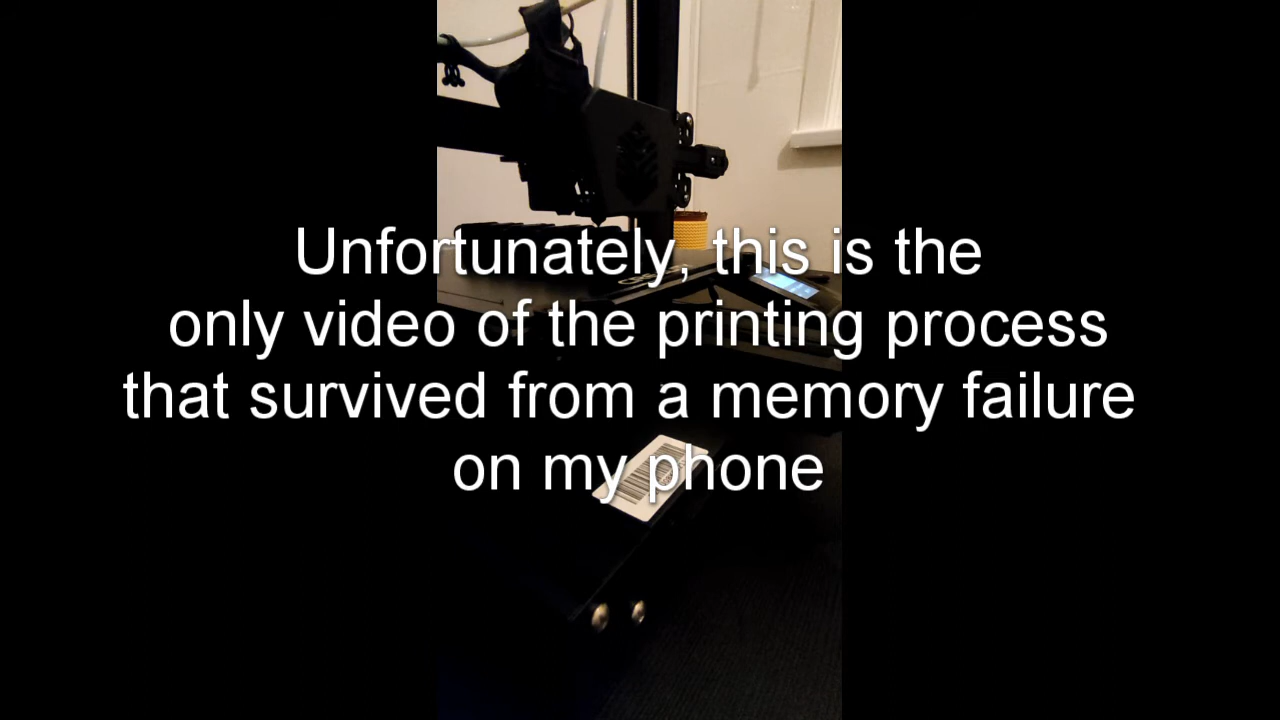 Unfortunately, this is the
only video of the printing process
that survived from a memory failure
on my phone